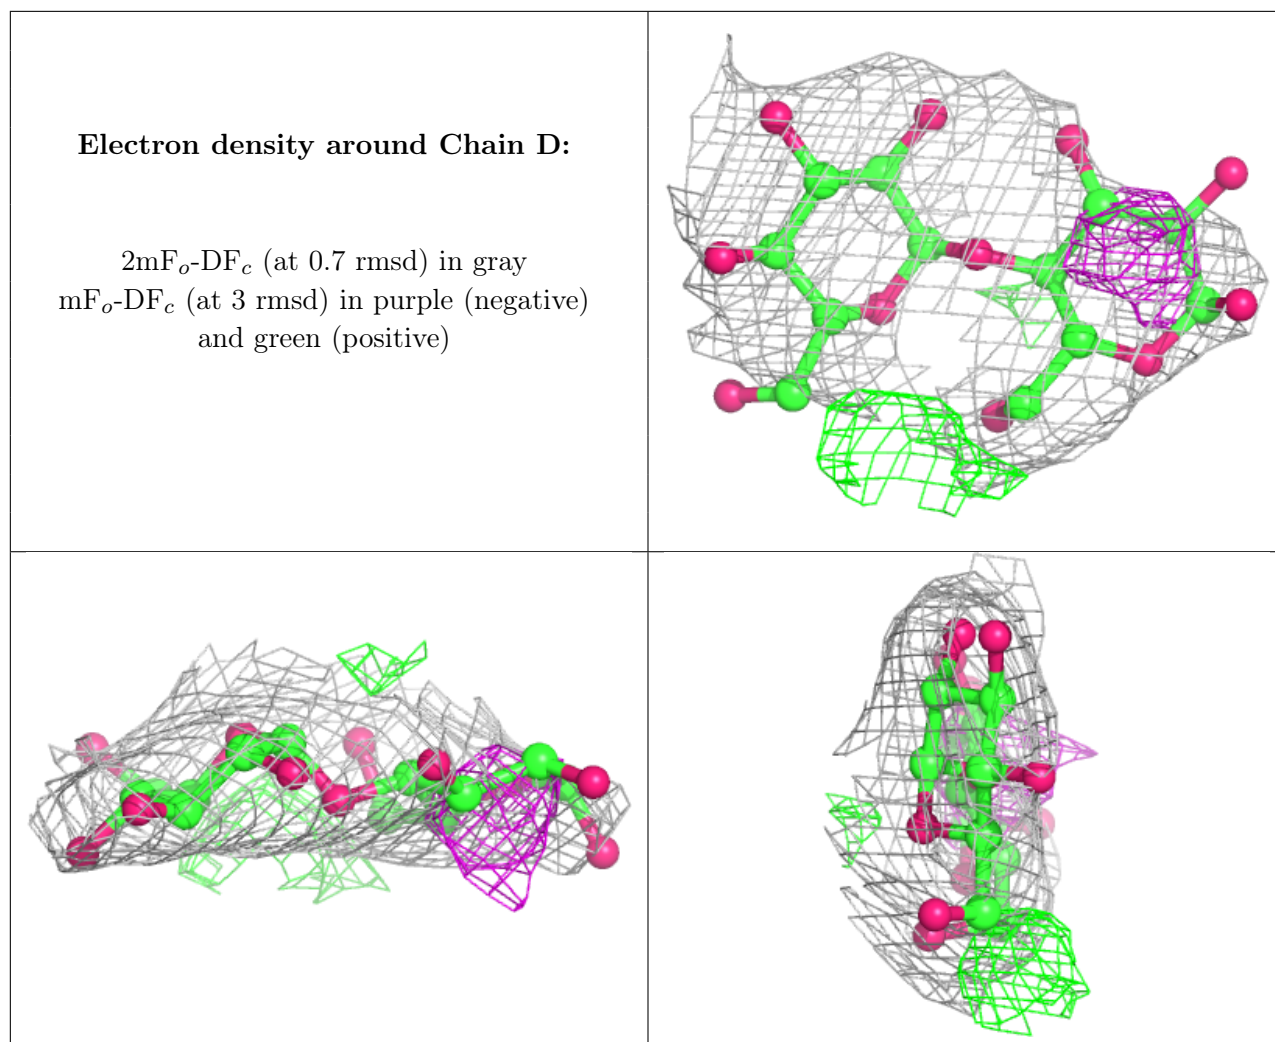 Electron density around Chain D:
2mFo-DFc (at 0.7 rmsd) in gray
mFo-DFc (at 3 rmsd) in purple (negative)
and green (positive)